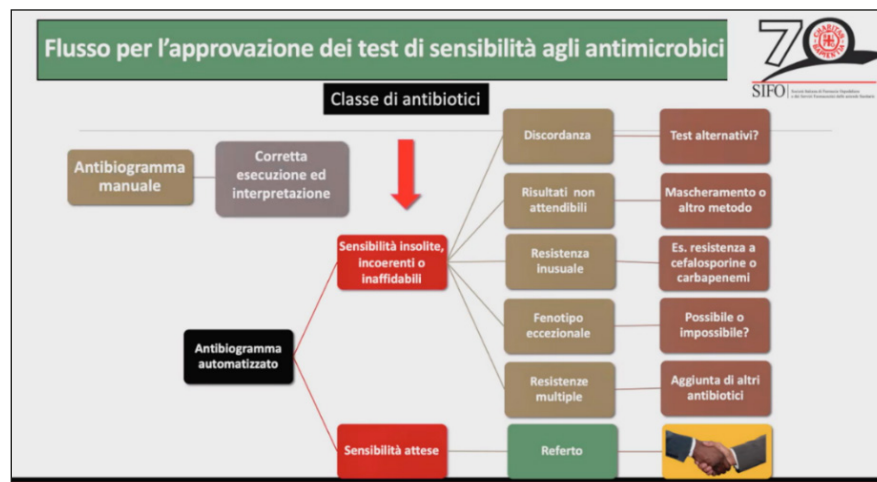 Flusso per l'approvazione dei test di sensibilità agli antimicrobici
70
SIFO
Classe di antibiotici
Antibiogramma
manuale
Corretta
esecuzione ed
interpretazione
Discordanza
Test alternativi?
Risultati non
attendibili
Mascheramento o
altro metodo
Sensibilità insolite,
incoerenti o
inaffidabili
Resistenza
inusuale
Es. resistenza a
cefalosporine o
carbapenemi
Fenotipo
eccezionale
Possibile o
impossibile?
Antibiogramma
automatizzato
Resistenze
multiple
Aggiunta di altri
antibiotici
Sensibilità attese
Referto